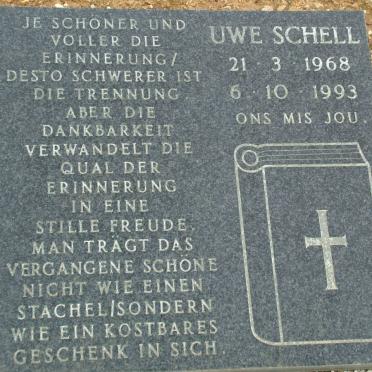 JE SCHÖNER UND
VOLLER DIE
ERINNERUNG/
DESTO SCHWERER IST
DIE TRENNUNG.
ABER DIE
DANKBARKEIT
VERWANDELT DIE
QUAL DER
ERINNERUNG
IN EINE
STILLE FREUDE.
MAN TRÄGT DAS
VERGANGENE SCHÖNE
NICHT WIE EINEN
STACHEL/SONDERN
WIE EIN KOSTBARES
GESCHENK IN SICH.
UWE SCHELL
21 · 3 · 1968
6 · 10 · 1993
ONS MIS JOU.